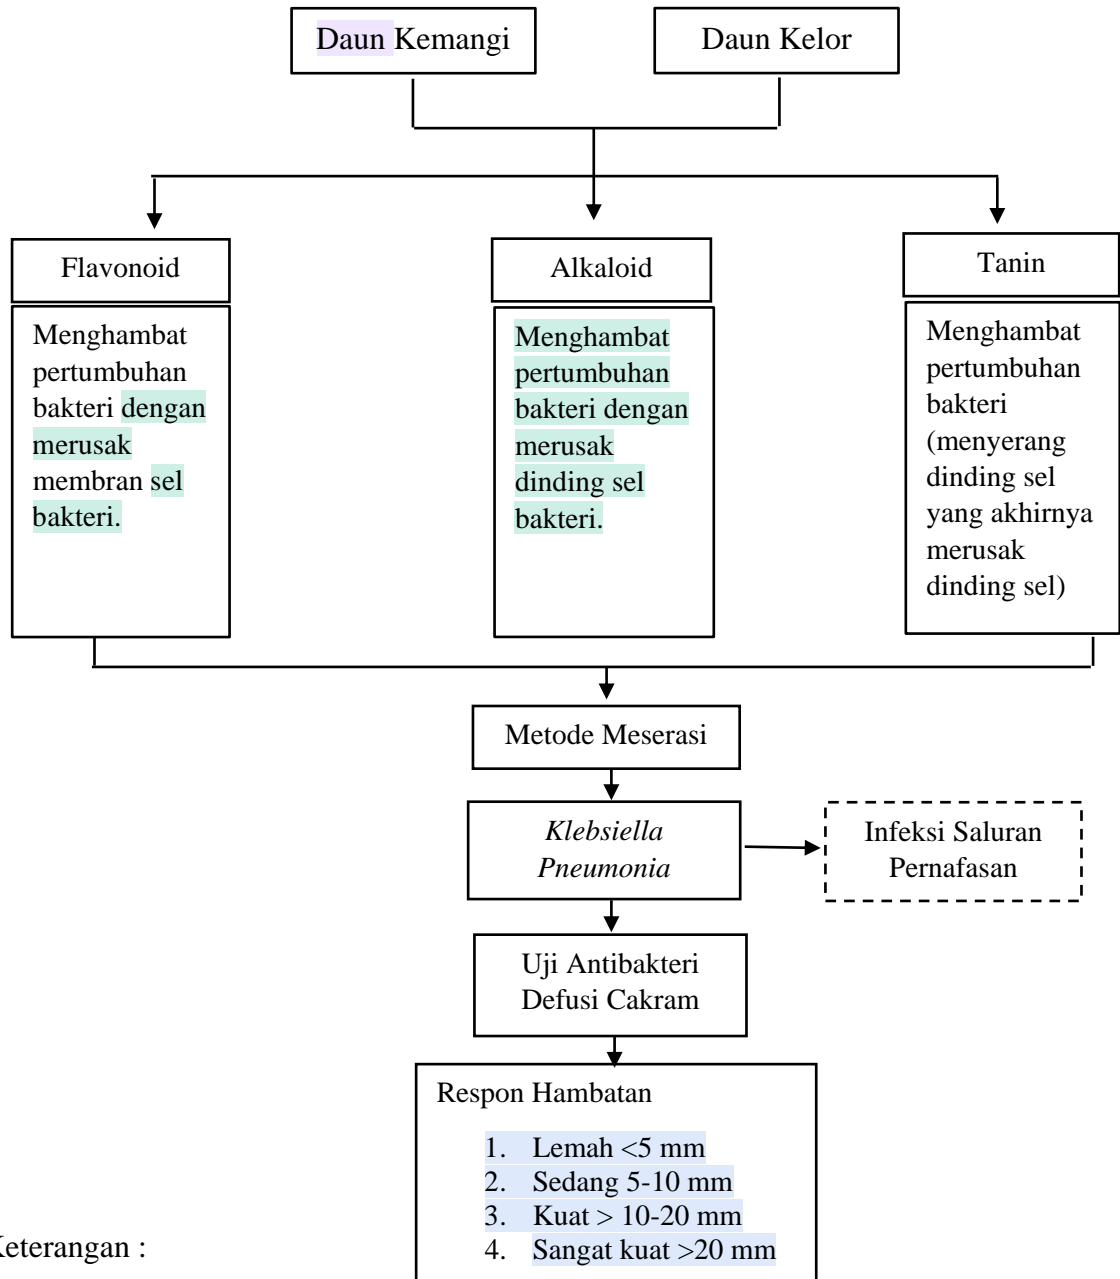 Daun Kemangi
Daun Kelor
Flavonoid
Menghambat
pertumbuhan
bakteri dengan
merusak
membran sel
bakteri.
Alkaloid
Menghambat
pertumbuhan
bakteri dengan
merusak
dinding sel
bakteri.
Tanin
Menghambat
pertumbuhan
bakteri
(menyerang
dinding sel
yang akhirnya
merusak
dinding sel)
Metode Meserasi
Klebsiella
Pneumonia
Infeksi Saluran
Pernafasan
Uji Antibakteri
Defusi Cakram
Respon Hambatan
1. Lemah <5 mm
2. Sedang 5-10 mm
3. Kuat > 10-20 mm
4. Sangat kuat >20 mm
Keterangan :